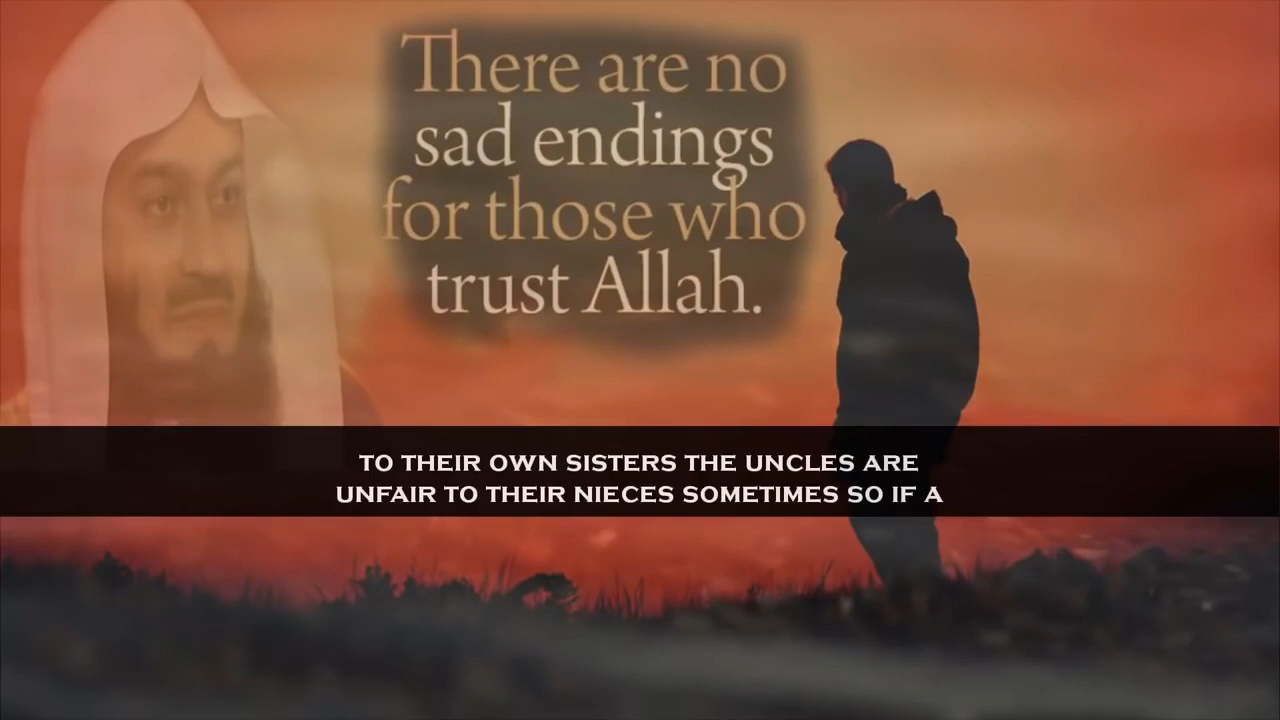 There are no
sad endings
for those who
trust Allah.
TO THEIR OWN SISTERS THE UNCLES ARE
UNFAIR TO THEIR NIECES SOMETIMES SO IF A